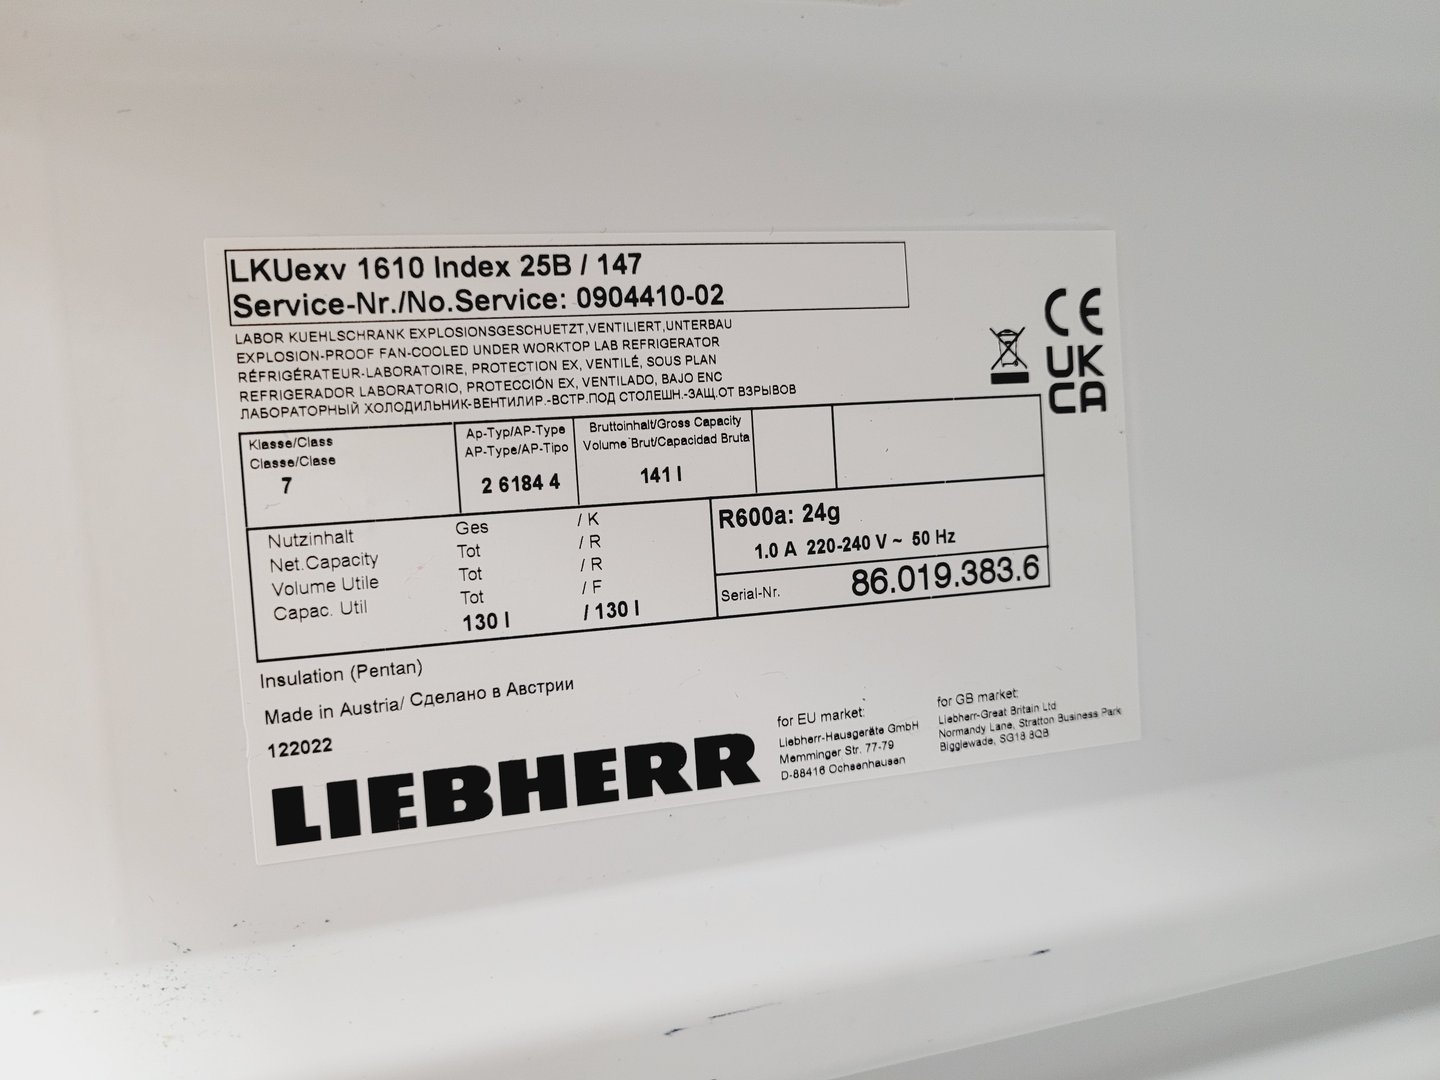 LKUexv 1610 Index 25B / 147
Service-Nr./No.Service: 0904410-02
LABOR KUEHLSCHRANK EXPLOSIONSGESCHUETZT,VENTILIERT,UNTERBAU
EXPLOSION-PROOF FAN-COOLED UNDER WORKTOP LAB REFRIGERATOR
RÉFRIGÉRATEUR-LABORATOIRE, PROTECTION EX, VENTILÉ, SOUS PLAN
REFRIGERADOR LABORATORIO, PROTECCIÓN EX, VENTILADO, BAJO ENC
ЛАБОРАТОРНЫЙ ХОЛОДИЛЬНИК-ВЕНТИЛИР.-ВСТР.ПОД СТОЛЕШН.-ЗАЩ.ОТ ВЗРЫВОВ
CE
UK
CA
Klasse/Class
Classe/Clase
7
Ap-Typ/AP-Type
AP-Type/AP-Tipo
2 6184 4
Bruttoinhalt/Gross Capacity
Volume Brut/Capacidad Bruta
141 l
Nutzinhalt Ges / K
Net.Capacity Tot / R
Volume Utile Tot / R
Capac. Util Tot / F
130 l / 130 l
R600a: 24g
1.0 A 220-240 V ~ 50 Hz
Serial-Nr. 86.019.383.6
Insulation (Pentan)
Made in Austria/ Сделано в Австрии
122022
LIEBHERR
for EU market:
Liebherr-Hausgeräte GmbH
Memminger Str. 77-79
D-88416 Ochsenhausen
for GB market:
Liebherr-Great Britain Ltd
Normandy Lane, Stratton Business Park
Biggleswade, SG18 8QB